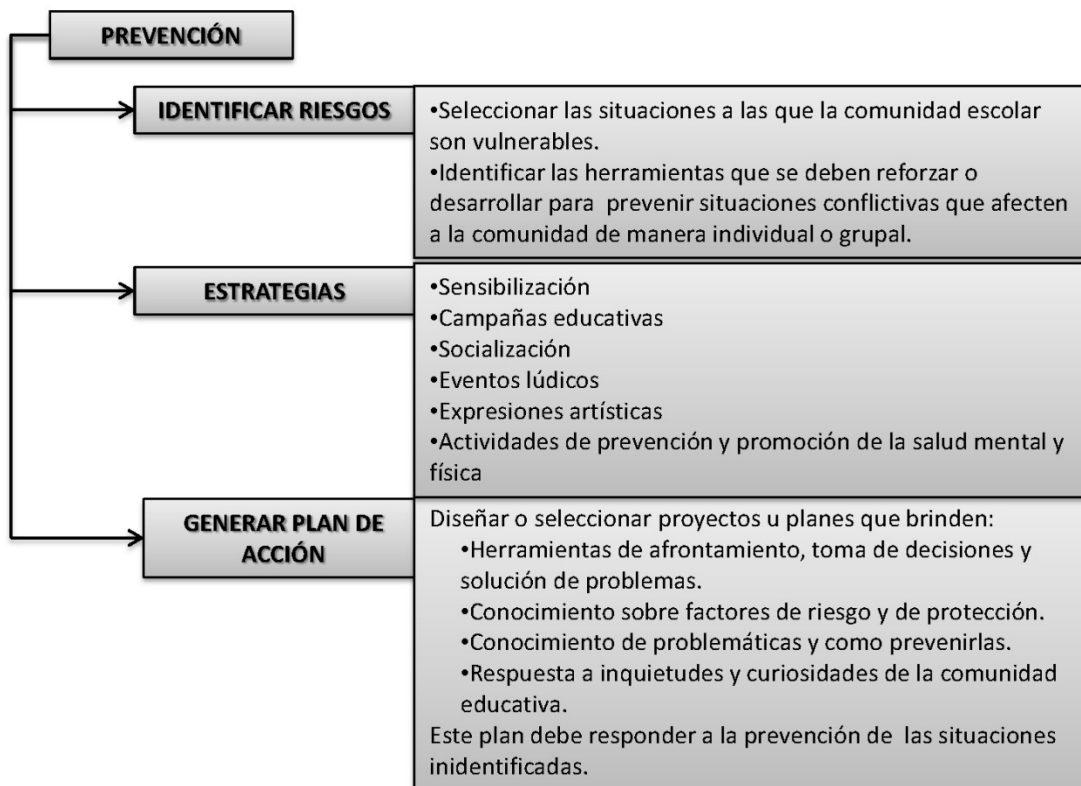 PREVENCIÓN
IDENTIFICAR RIESGOS
•Seleccionar las situaciones a las que la comunidad escolar
son vulnerables.
•Identificar las herramientas que se deben reforzar o
desarrollar para prevenir situaciones conflictivas que afecten
a la comunidad de manera individual o grupal.
ESTRATEGIAS
•Sensibilización
•Campañas educativas
•Socialización
•Eventos lúdicos
•Expresiones artísticas
•Actividades de prevención y promoción de la salud mental y
física
GENERAR PLAN DE
ACCIÓN
Diseñar o seleccionar proyectos u planes que brinden:
•Herramientas de afrontamiento, toma de decisiones y
solución de problemas.
•Conocimiento sobre factores de riesgo y de protección.
•Conocimiento de problemáticas y como prevenirlas.
•Respuesta a inquietudes y curiosidades de la comunidad
educativa.
Este plan debe responder a la prevención de las situaciones
inidentificadas.